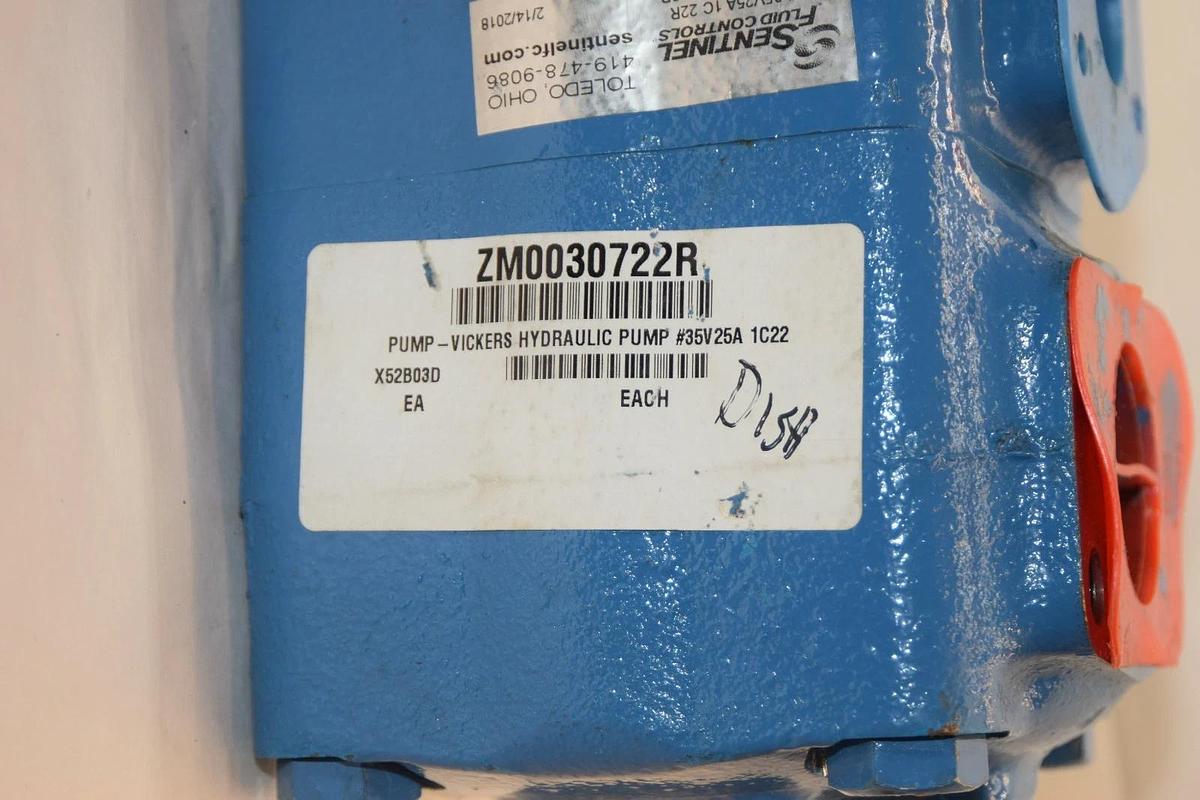 SENTINEL
FLUID CONTROLS
TOLEDO, OHIO
419-478-9086
sentinelfc.com
2/14/2018
ZM0030722R
PUMP-VICKERS HYDRAULIC PUMP #35V25A 1C22
X52B03D
EA
EACH